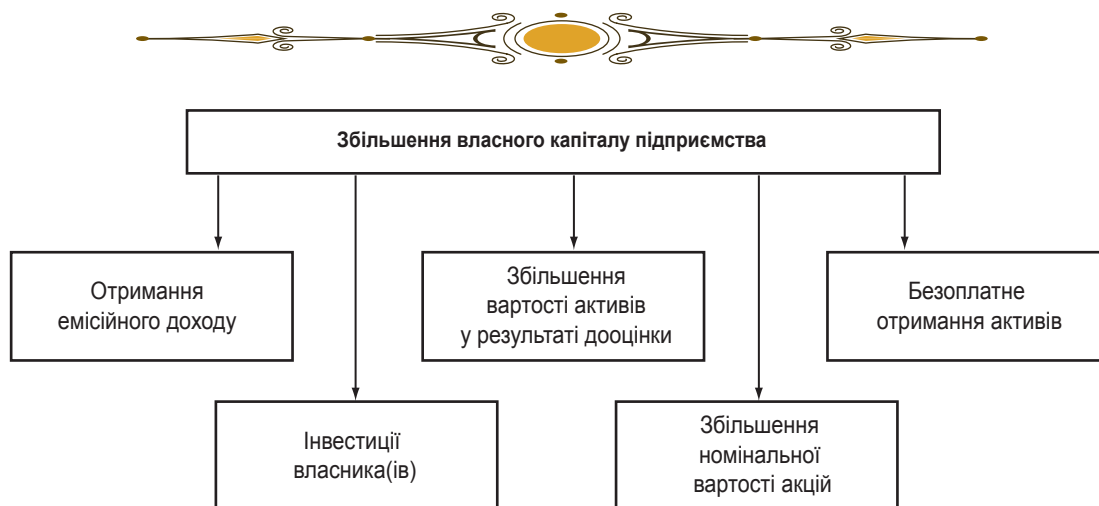 Збільшення власного капіталу підприємства
Отримання
емісійного доходу
Збільшення
вартості активів
у результаті дооцінки
Безоплатне
отримання активів
Інвестиції
власника(ів)
Збільшення
номінальної
вартості акцій